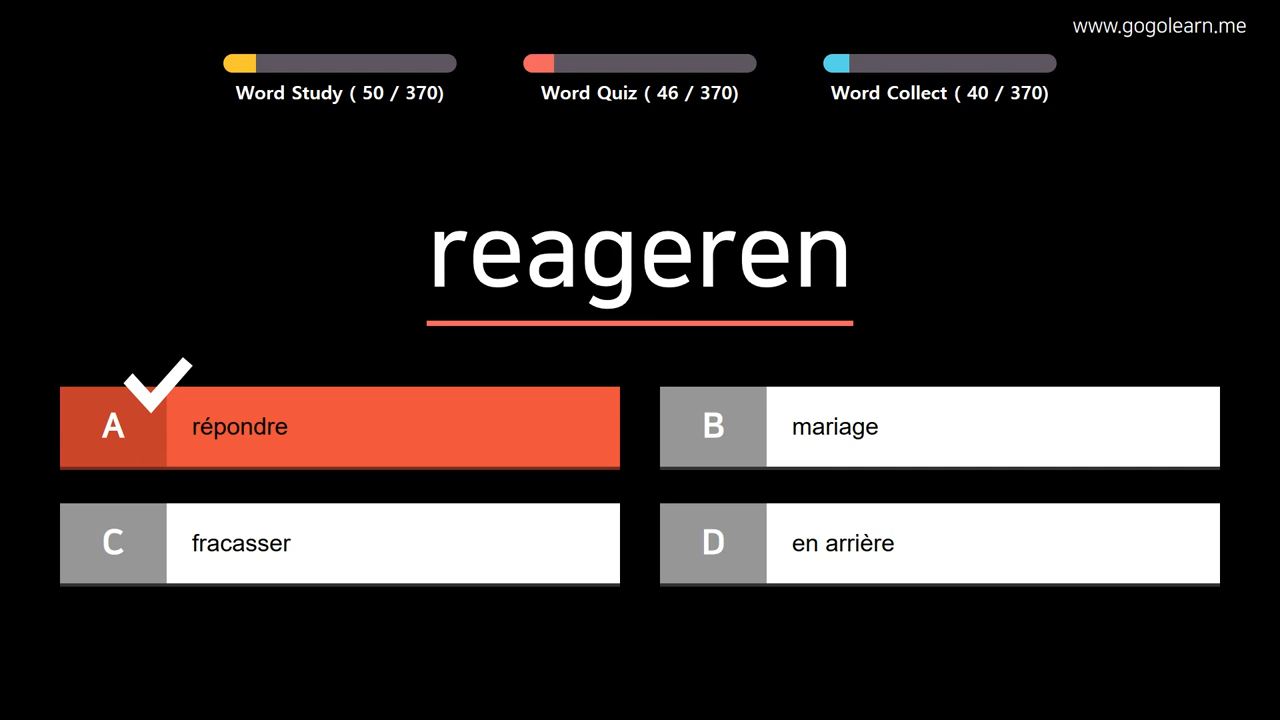 www.gogolearn.me
Word Study ( 50 / 370)
Word Quiz ( 46 / 370)
Word Collect ( 40 / 370)
reageren
A répondre
B mariage
C fracasser
D en arrière